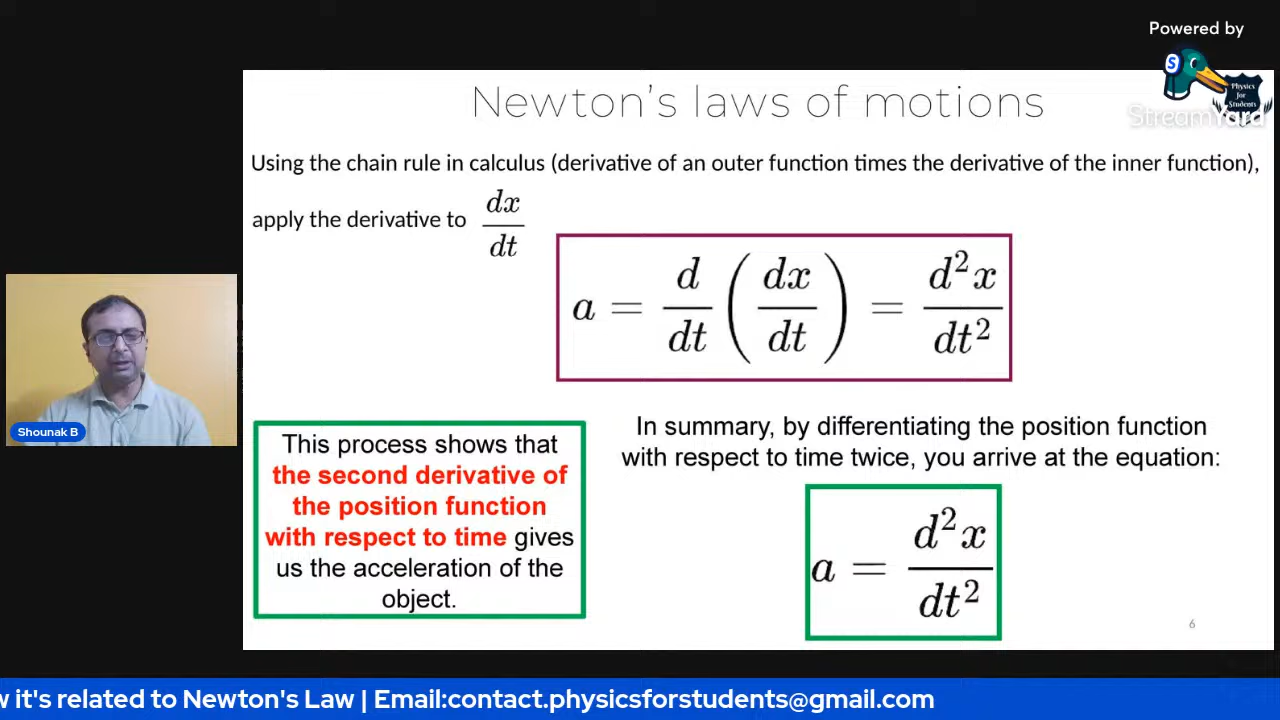 Powered by
S
Physics
for
Students
StreamYard
Newton's laws of motions
Using the chain rule in calculus (derivative of an outer function times the derivative of the inner function),
apply the derivative to dx/dt
a = d/dt (dx/dt) = d²x/dt²
This process shows that
the second derivative of
the position function
with respect to time gives
us the acceleration of the
object.
In summary, by differentiating the position function
with respect to time twice, you arrive at the equation:
a = d²x/dt²
6
Shounak B
it's related to Newton's Law | Email:contact.physicsforstudents@gmail.com